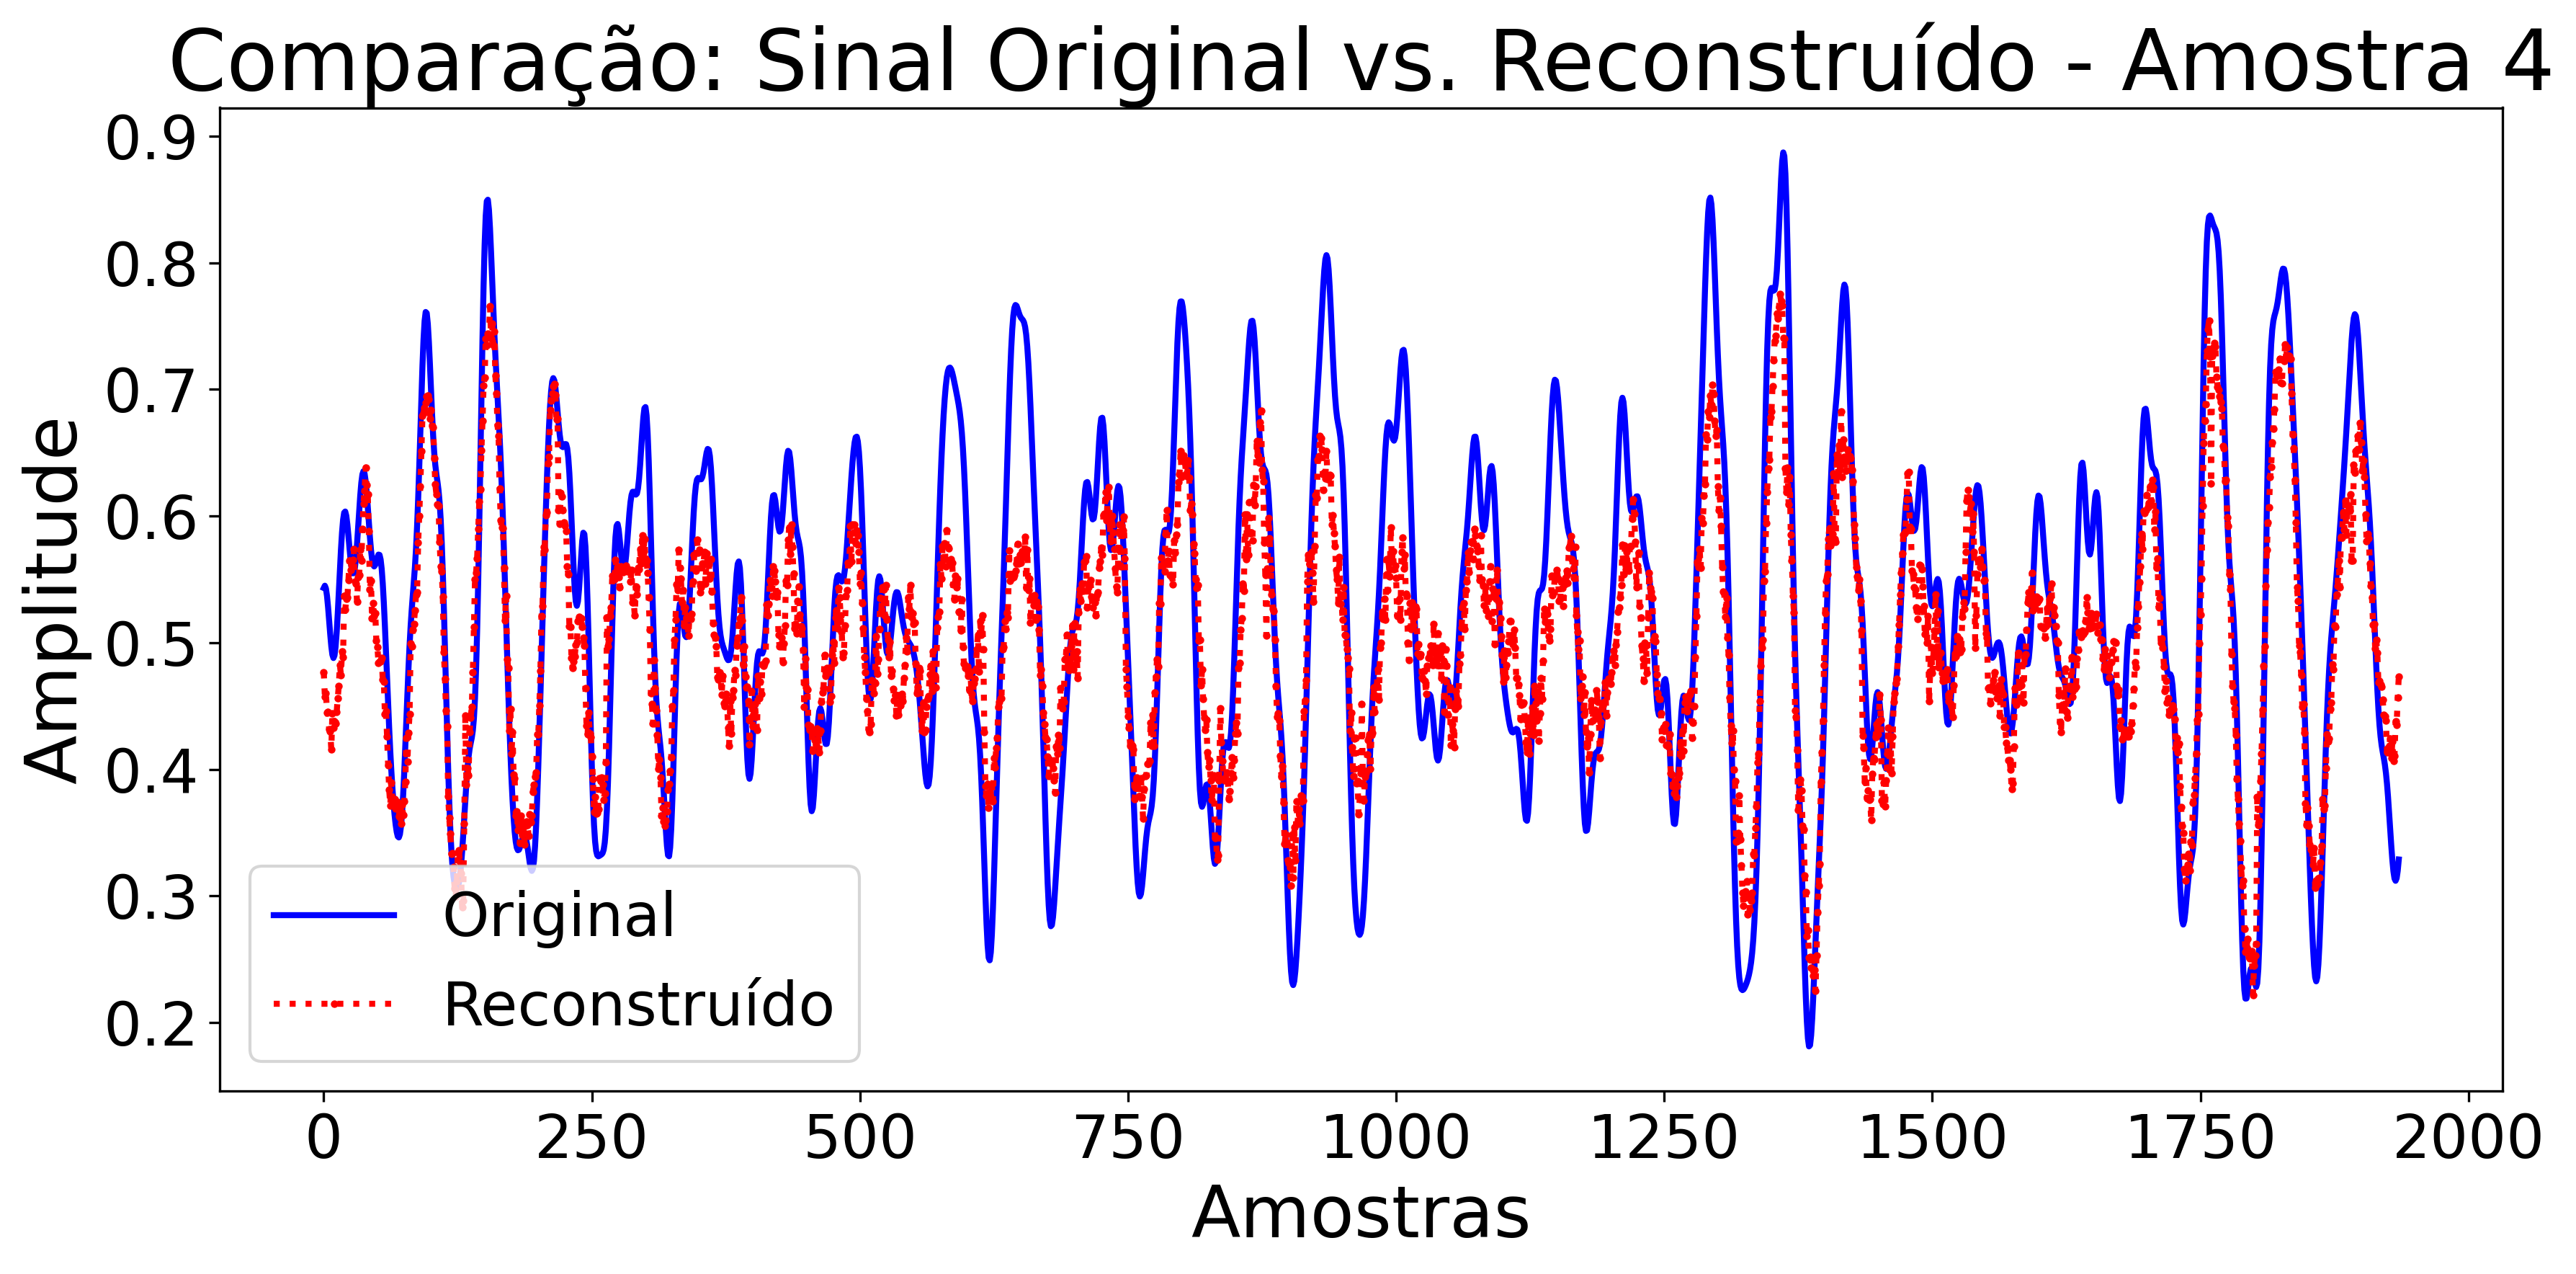 Comparação: Sinal Original vs. Reconstruído - Amostra 4
0.9
0.8
0.7
0.6
0.5
0.4
0.3
0.2
Amplitude
Original
Reconstruído
0 250 500 750 1000 1250 1500 1750 2000
Amostras